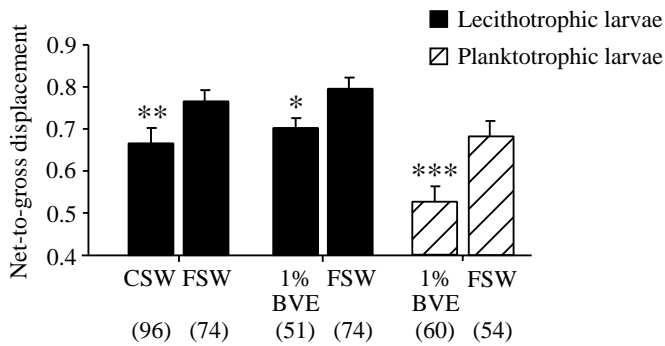 Lecithotrophic larvae
Planktotrophic larvae
Net-to-gross displacement
0.9
0.8
0.7
0.6
0.5
0.4
** * ***
CSW FSW 1% BVE FSW 1% BVE FSW
(96) (74) (51) (74) (60) (54)